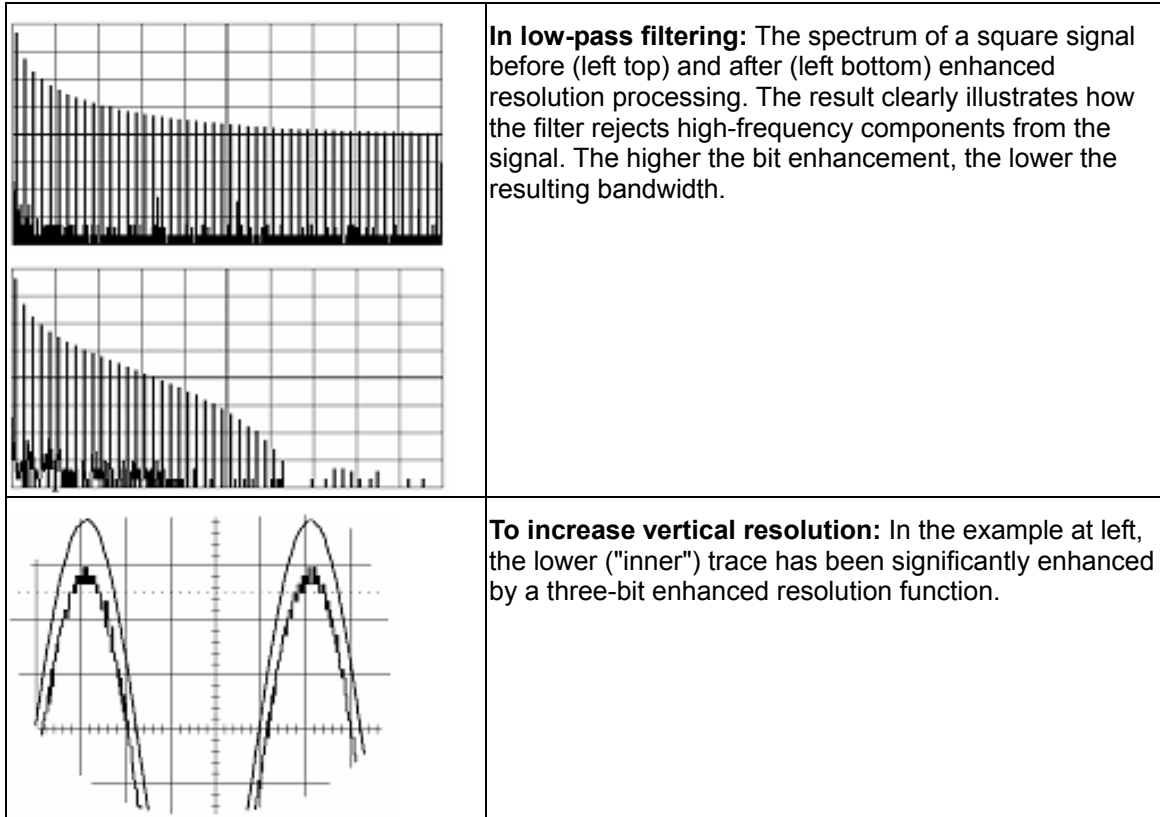 In low-pass filtering: The spectrum of a square signal
before (left top) and after (left bottom) enhanced
resolution processing. The result clearly illustrates how
the filter rejects high-frequency components from the
signal. The higher the bit enhancement, the lower the
resulting bandwidth.
To increase vertical resolution: In the example at left,
the lower ("inner") trace has been significantly enhanced
by a three-bit enhanced resolution function.